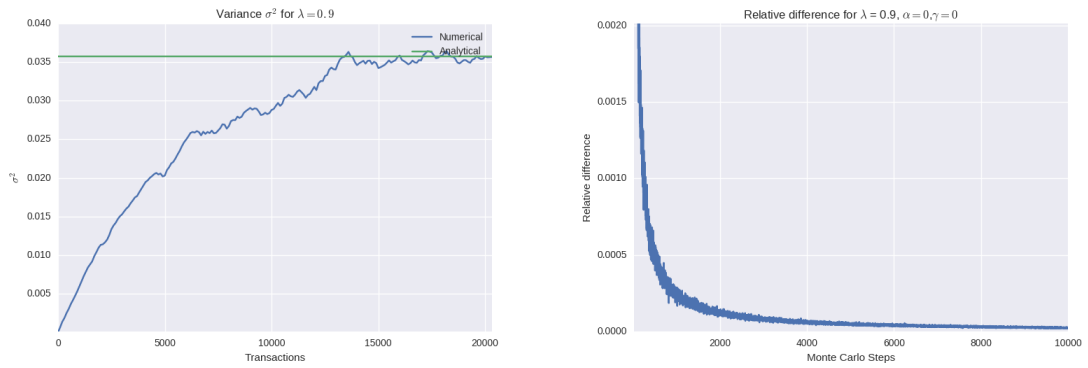 Variance σ² for λ=0.9
0.040
0.035
0.030
0.025
0.020
0.015
0.010
0.005
σ²
Numerical
Analytical
0
5000
10000
15000
20000
Transactions
Relative difference for λ = 0.9, α=0,γ=0
0.0020
0.0015
0.0010
0.0005
0.0000
Relative difference
2000
4000
6000
8000
10000
Monte Carlo Steps